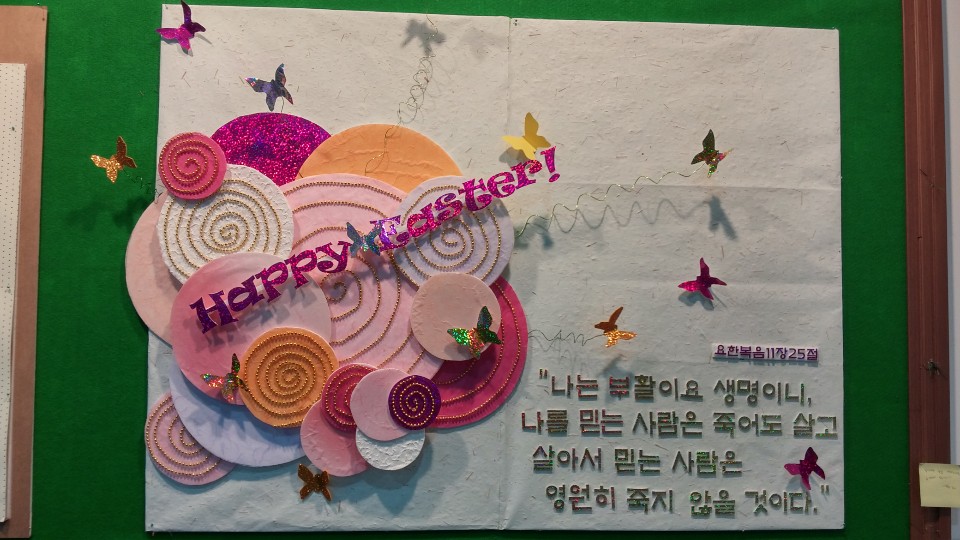 Happy Easter!
요한복음11장25절
"나는 부활이요 생명이니,
나를 믿는 사람은 죽어도 살고
살아서 믿는 사람은
영원히 죽지 않을 것이다."